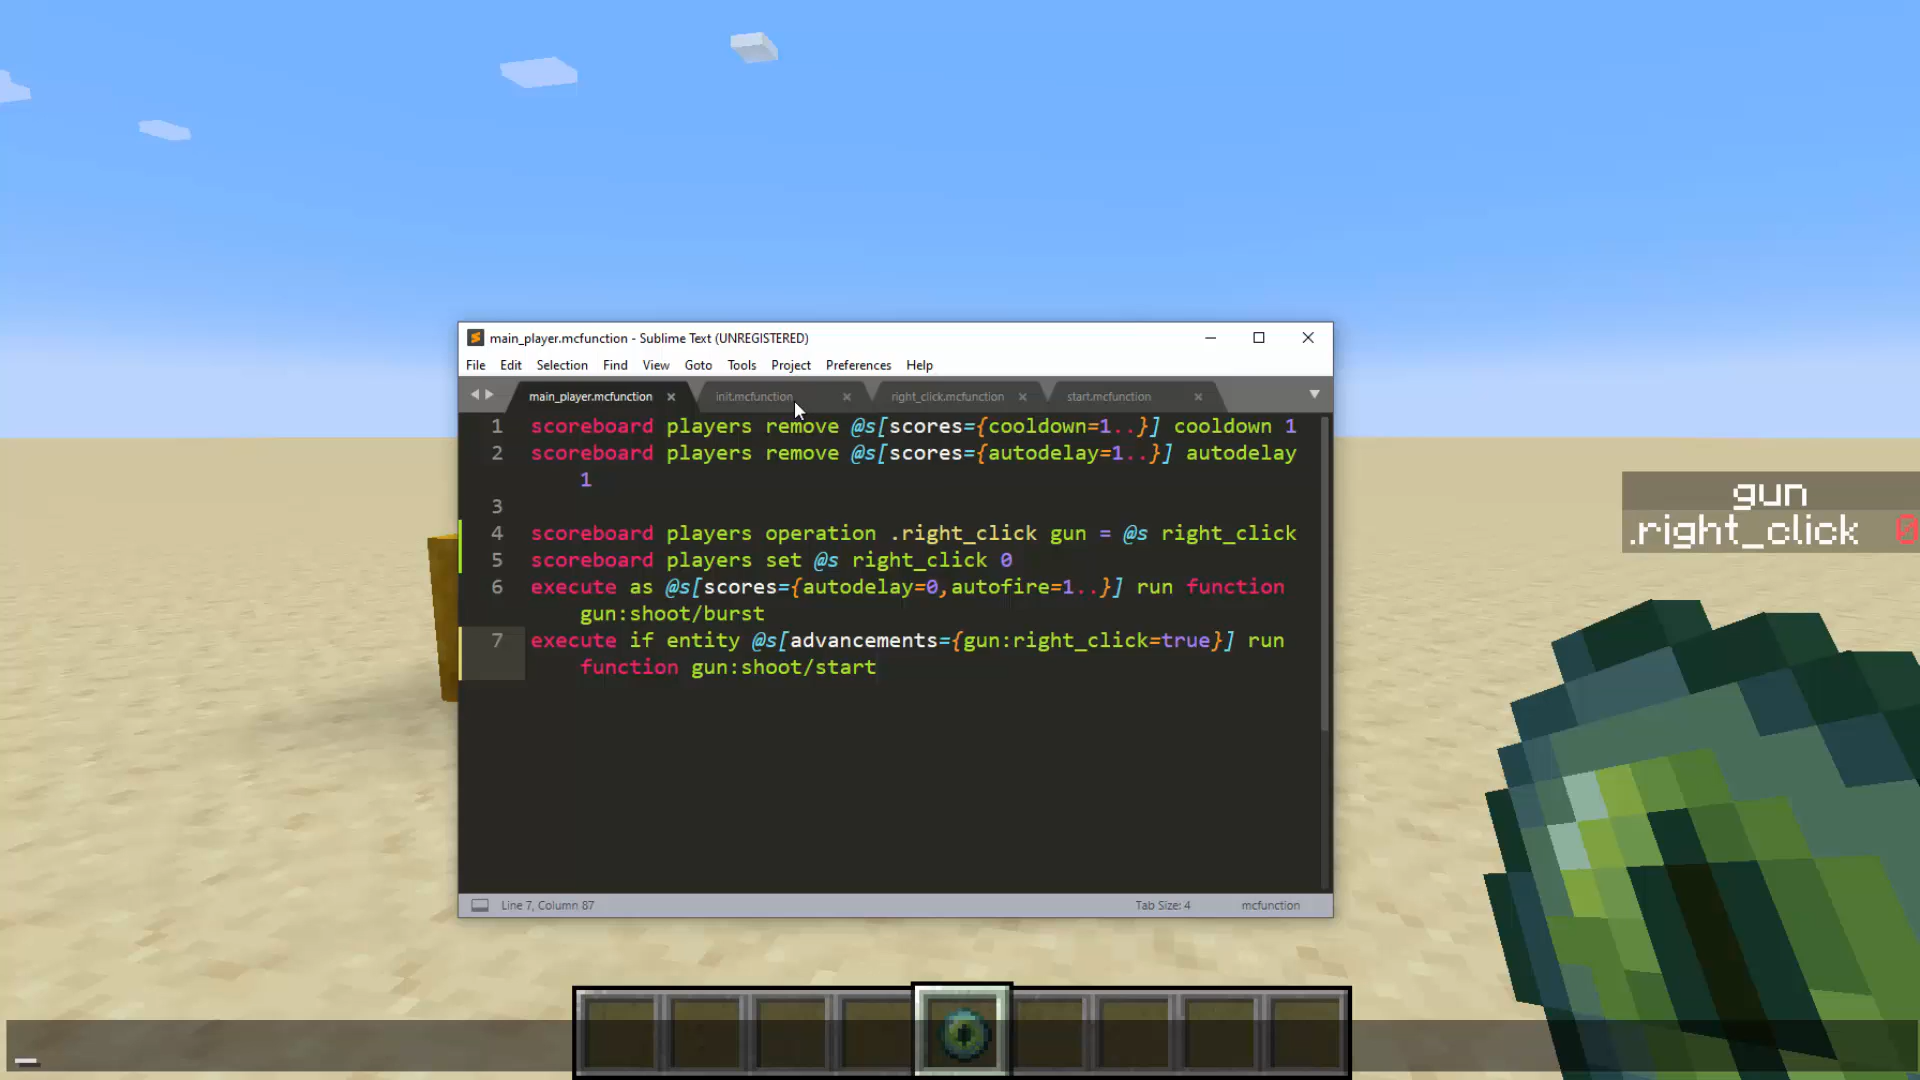 main_player.mcfunction - Sublime Text (UNREGISTERED)
File Edit Selection Find View Goto Tools Project Preferences Help
main_player.mcfunction init.mcfunction right_click.mcfunction start.mcfunction
1 scoreboard players remove @s[scores={cooldown=1..}] cooldown 1
2 scoreboard players remove @s[scores={autodelay=1..}] autodelay
1
3
4 scoreboard players operation .right_click gun = @s right_click
5 scoreboard players set @s right_click 0
6 execute as @s[scores={autodelay=0,autofire=1..}] run function
gun:shoot/burst
7 execute if entity @s[advancements={gun:right_click=true}] run
function gun:shoot/start
Line 7, Column 87 Tab Size: 4 mcfunction
gun
.right_click 0